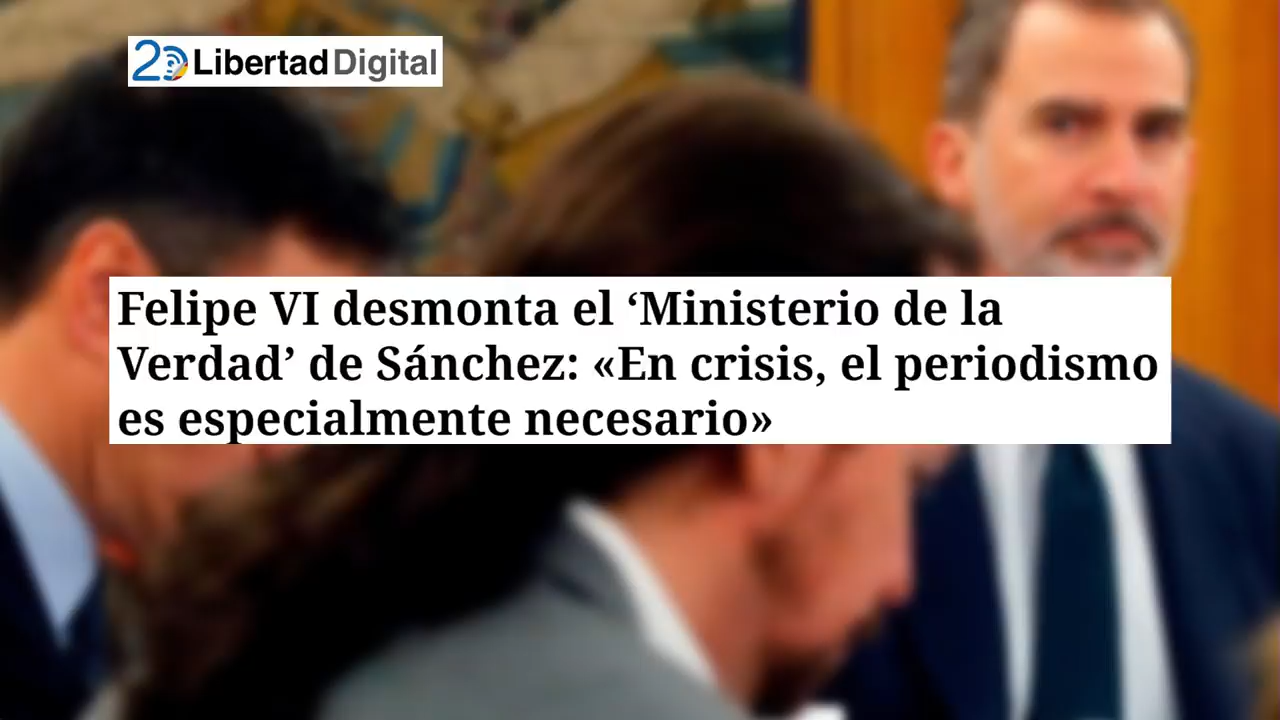 20 Libertad Digital
Felipe VI desmonta el ‘Ministerio de la
Verdad’ de Sánchez: «En crisis, el periodismo
es especialmente necesario»